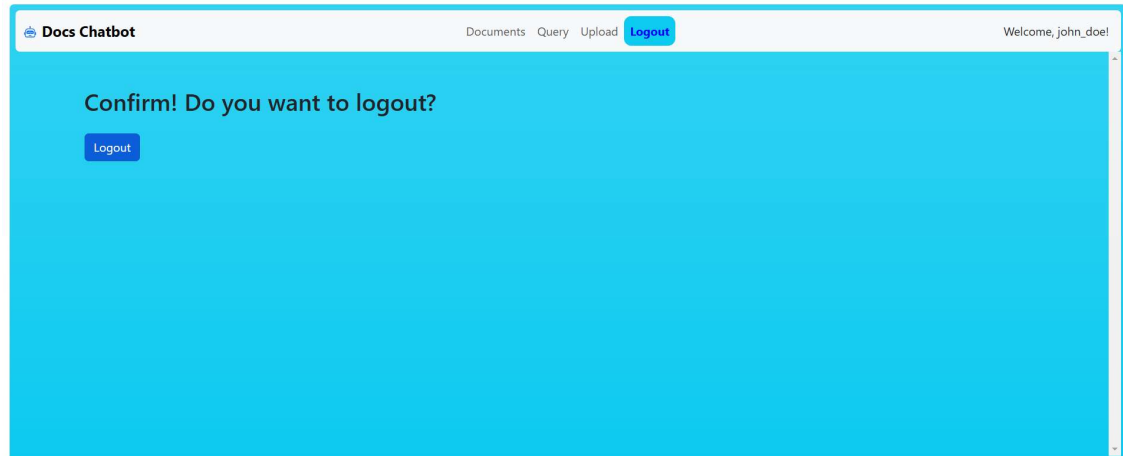 Docs Chatbot Documents Query Upload Logout Welcome, john_doe!
Confirm! Do you want to logout?
Logout